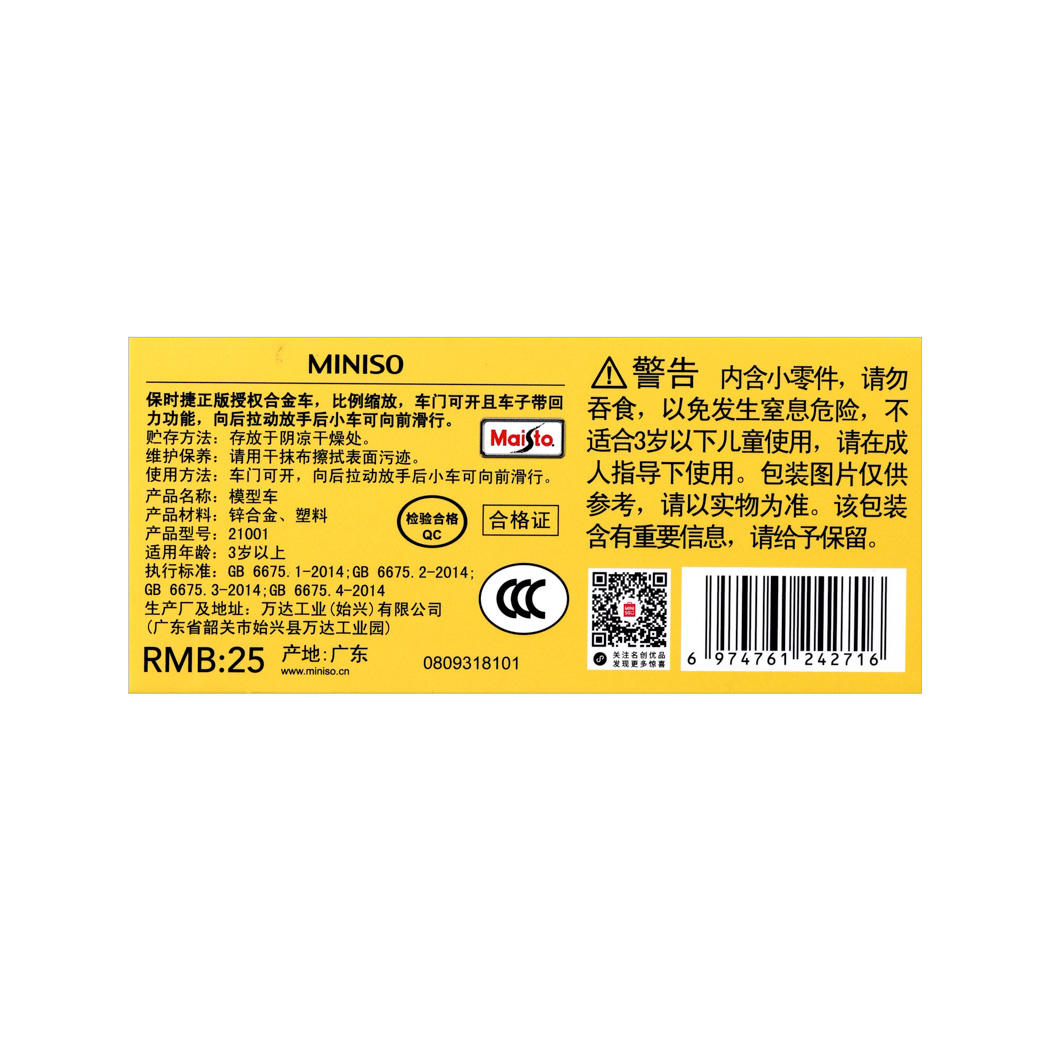 MINISO
保时捷正版授权合金车，比例缩放，车门可开且车子带回
力功能，向后拉动放手后小车可向前滑行。
贮存方法：存放于阴凉干燥处。
维护保养：请用干抹布擦拭表面污迹。
使用方法：车门可开，向后拉动放手后小车可向前滑行。
产品名称：模型车
产品材料：锌合金、塑料
产品型号：21001
适用年龄：3岁以上
执行标准：GB 6675.1-2014;GB 6675.2-2014;
GB 6675.3-2014;GB 6675.4-2014
生产厂及地址：万达工业(始兴)有限公司
(广东省韶关市始兴县万达工业园)
RMB:25
产地:广东
www.miniso.cn
0809318101
Maisto.
检验合格
QC
合格证
CCC
警告 内含小零件，请勿
吞食，以免发生窒息危险，不
适合3岁以下儿童使用，请在成
人指导下使用。包装图片仅供
参考，请以实物为准。该包装
含有重要信息，请给予保留。
MINI
SO
关注名创优品
发现更多惊喜
6 974761 242716